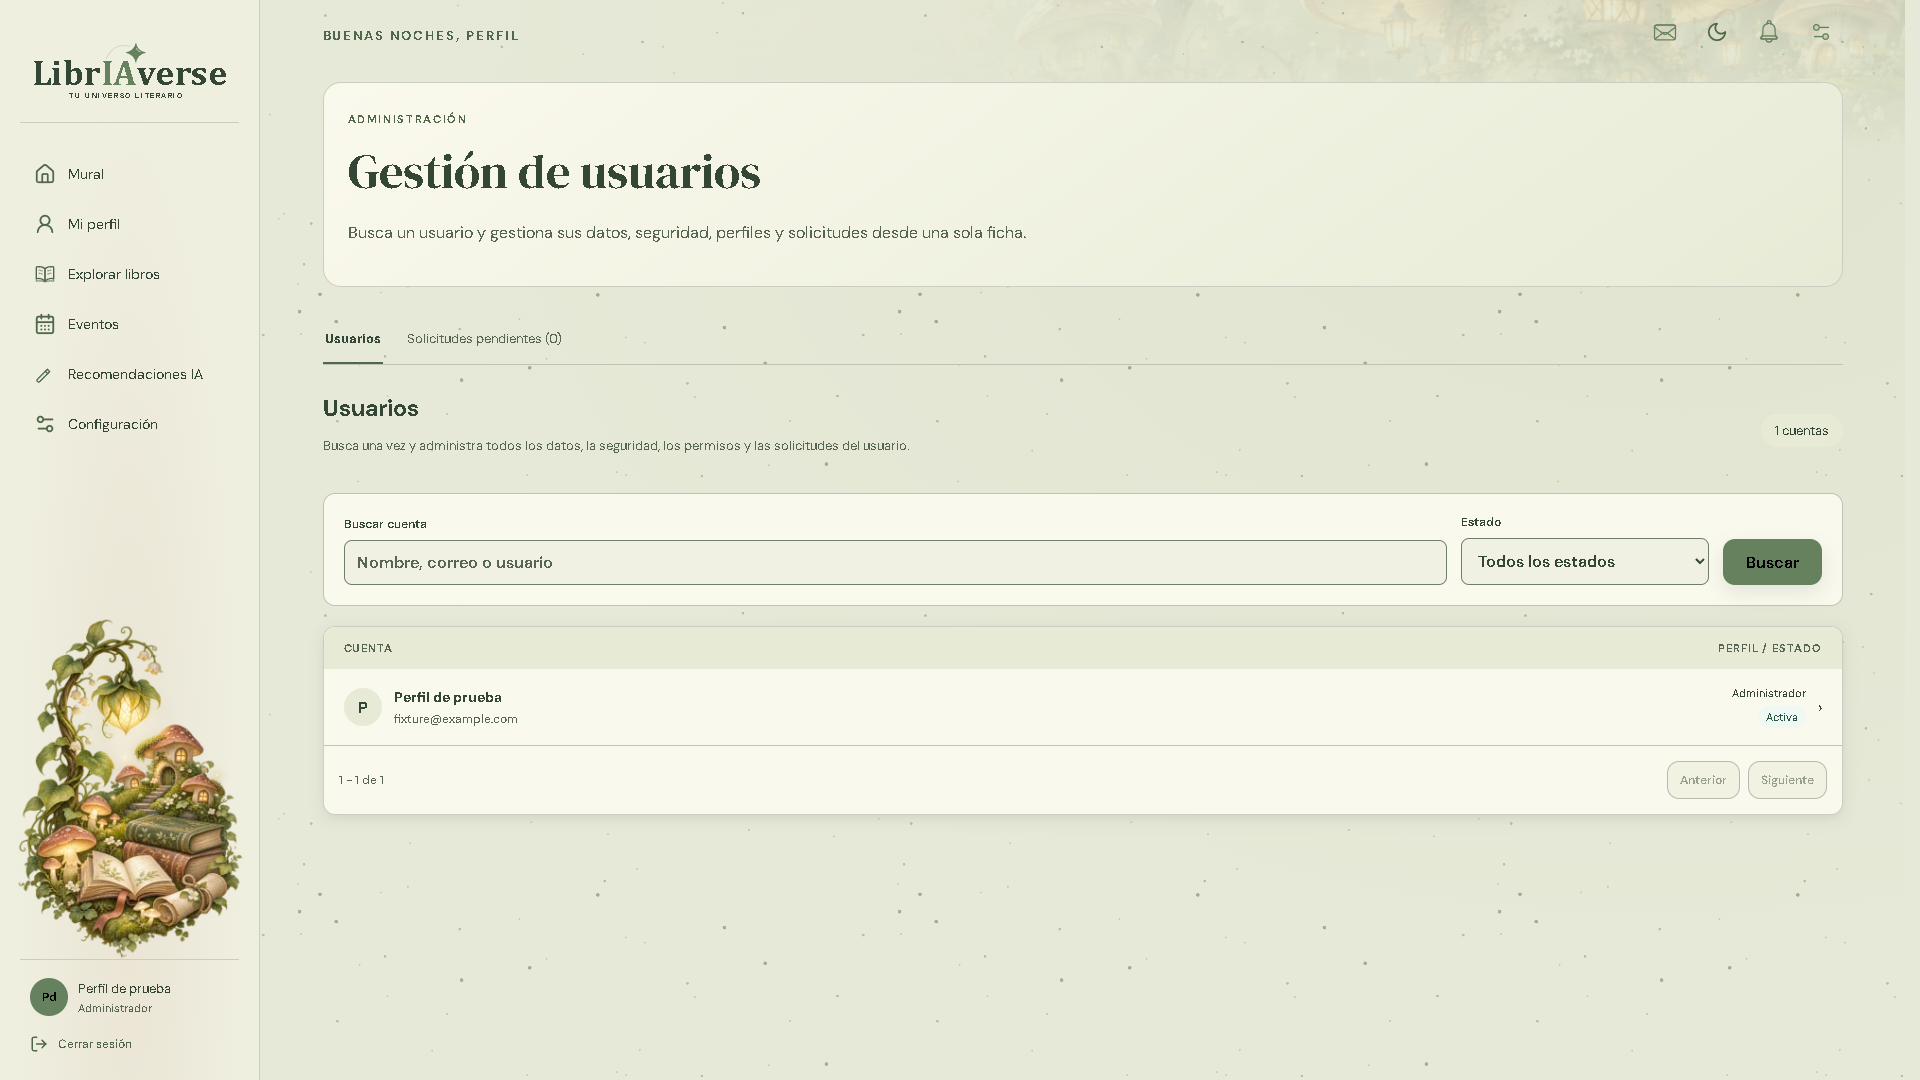 LibrIAverse
TU UNIVERSO LITERARIO
Mural
Mi perfil
Explorar libros
Eventos
Recomendaciones IA
Configuración
Pd
Perfil de prueba
Administrador
Cerrar sesión
BUENAS NOCHES, PERFIL
ADMINISTRACIÓN
Gestión de usuarios
Busca un usuario y gestiona sus datos, seguridad, perfiles y solicitudes desde una sola ficha.
Usuarios
Solicitudes pendientes (0)
Usuarios
Busca una vez y administra todos los datos, la seguridad, los permisos y las solicitudes del usuario.
1 cuentas
Buscar cuenta
Nombre, correo o usuario
Estado
Todos los estados
Buscar
CUENTA
PERFIL / ESTADO
P
Perfil de prueba
fixture@example.com
Administrador
Activa
1–1 de 1
Anterior
Siguiente